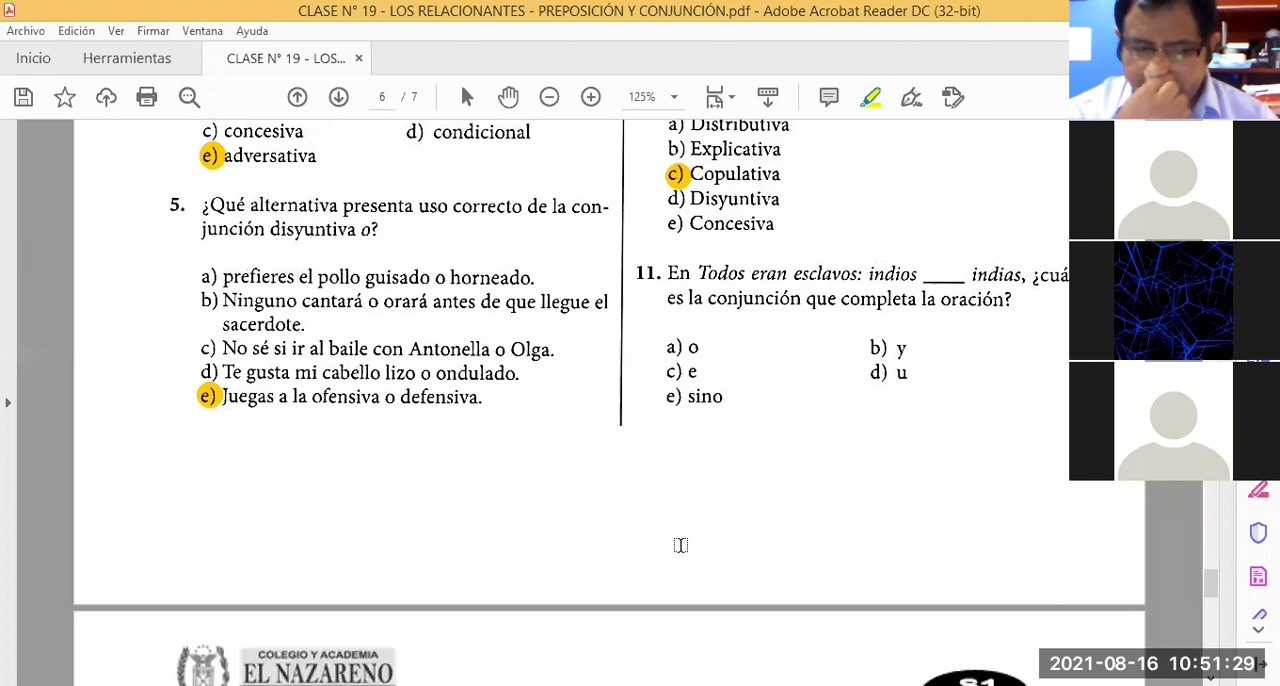 CLASE N° 19 - LOS RELACIONANTES - PREPOSICIÓN Y CONJUNCIÓN.pdf - Adobe Acrobat Reader DC (32-bit)
Archivo Edición Ver Firmar Ventana Ayuda
Inicio Herramientas CLASE N° 19 - LOS... ×
6 / 7 125%
c) concesiva d) condicional
e) adversativa
5. ¿Qué alternativa presenta uso correcto de la con-
junción disyuntiva o?
a) prefieres el pollo guisado o horneado.
b) Ninguno cantará o orará antes de que llegue el
sacerdote.
c) No sé si ir al baile con Antonella o Olga.
d) Te gusta mi cabello lizo o ondulado.
e) Juegas a la ofensiva o defensiva.
a) Distributiva
b) Explicativa
c) Copulativa
d) Disyuntiva
e) Concesiva
11. En Todos eran esclavos: indios ____ indias, ¿cuá
es la conjunción que completa la oración?
a) o b) y
c) e d) u
e) sino
COLEGIO Y ACADEMIA
EL NAZARENO
S1
2021-08-16 10:51:29